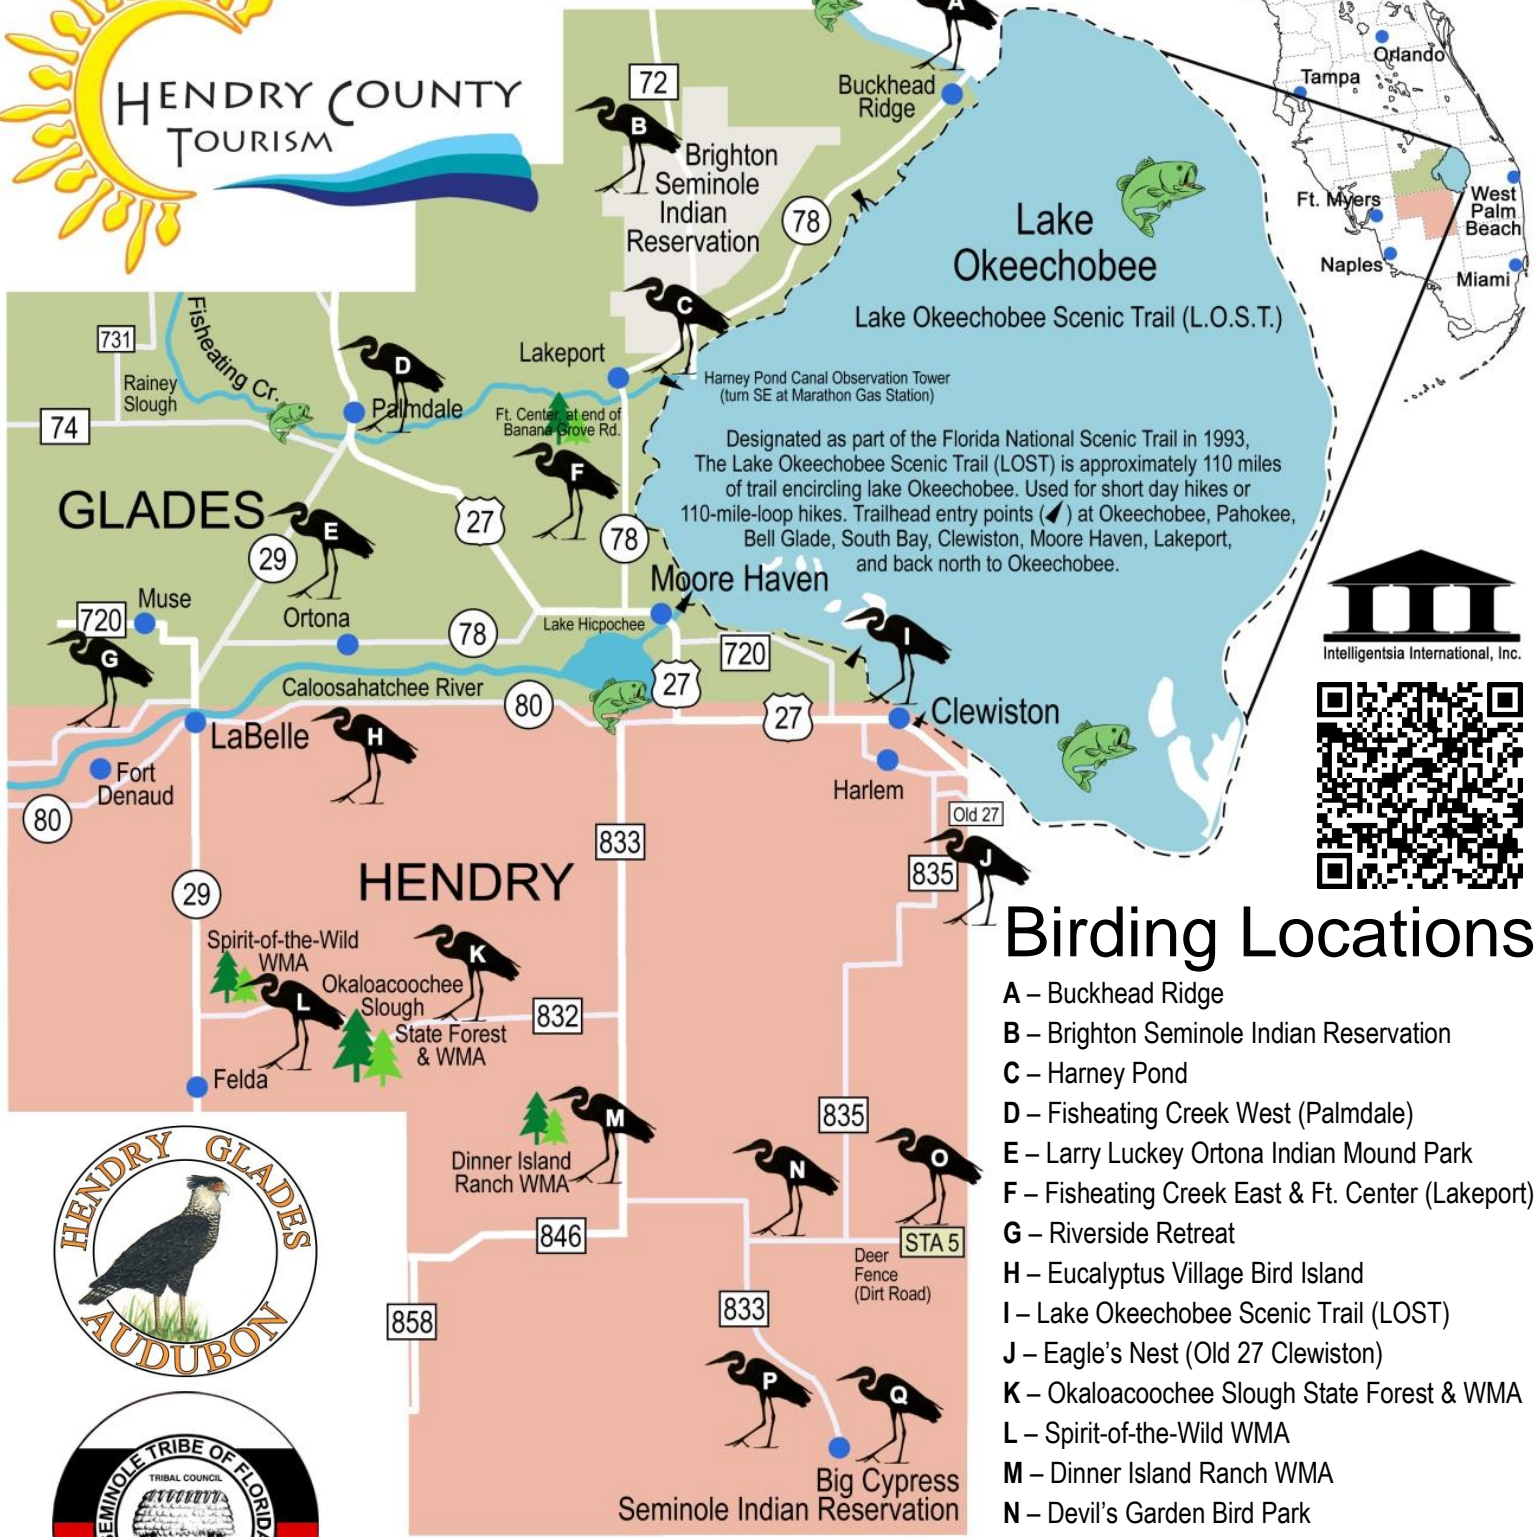 HENDRY COUNTY
TOURISM
A
Buckhead
Ridge
72
B
Brighton
Seminole
Indian
Reservation
78
C
Lake
Okeechobee
Lake Okeechobee Scenic Trail (L.O.S.T.)
Orlando
Tampa
Ft. Myers
West
Palm
Beach
Naples
Miami
731
Fisheating Cr.
Rainey
Slough
74
D
Palmdale
Lakeport
Harney Pond Canal Observation Tower
(turn SE at Marathon Gas Station)
Ft. Center, at end of
Banana Grove Rd.
F
Designated as part of the Florida National Scenic Trail in 1993,
The Lake Okeechobee Scenic Trail (LOST) is approximately 110 miles
of trail encircling lake Okeechobee. Used for short day hikes or
110-mile-loop hikes. Trailhead entry points ( ) at Okeechobee, Pahokee,
Bell Glade, South Bay, Clewiston, Moore Haven, Lakeport,
and back north to Okeechobee.
GLADES
E
29
27
78
Moore Haven
Muse
720
G
Ortona
78
Lake Hicpochee
720
I
27
Caloosahatchee River
80
27
Clewiston
LaBelle
H
Fort
Denaud
80
Harlem
Old 27
J
835
833
HENDRY
29
Intelligentsia International, Inc.
Spirit-of-the-Wild
WMA
L
K
Okaloacoochee
Slough
State Forest
& WMA
832
Felda
M
Dinner Island
Ranch WMA
835
N
O
STA 5
Deer
Fence
(Dirt Road)
846
858
833
P
Q
Big Cypress
Seminole Indian Reservation
HENDRY GLADES
AUDUBON
SEMINOLE TRIBE OF FLORIDA
TRIBAL COUNCIL
Birding Locations
A – Buckhead Ridge
B – Brighton Seminole Indian Reservation
C – Harney Pond
D – Fisheating Creek West (Palmdale)
E – Larry Luckey Ortona Indian Mound Park
F – Fisheating Creek East & Ft. Center (Lakeport)
G – Riverside Retreat
H – Eucalyptus Village Bird Island
I – Lake Okeechobee Scenic Trail (LOST)
J – Eagle's Nest (Old 27 Clewiston)
K – Okaloacoochee Slough State Forest & WMA
L – Spirit-of-the-Wild WMA
M – Dinner Island Ranch WMA
N – Devil's Garden Bird Park